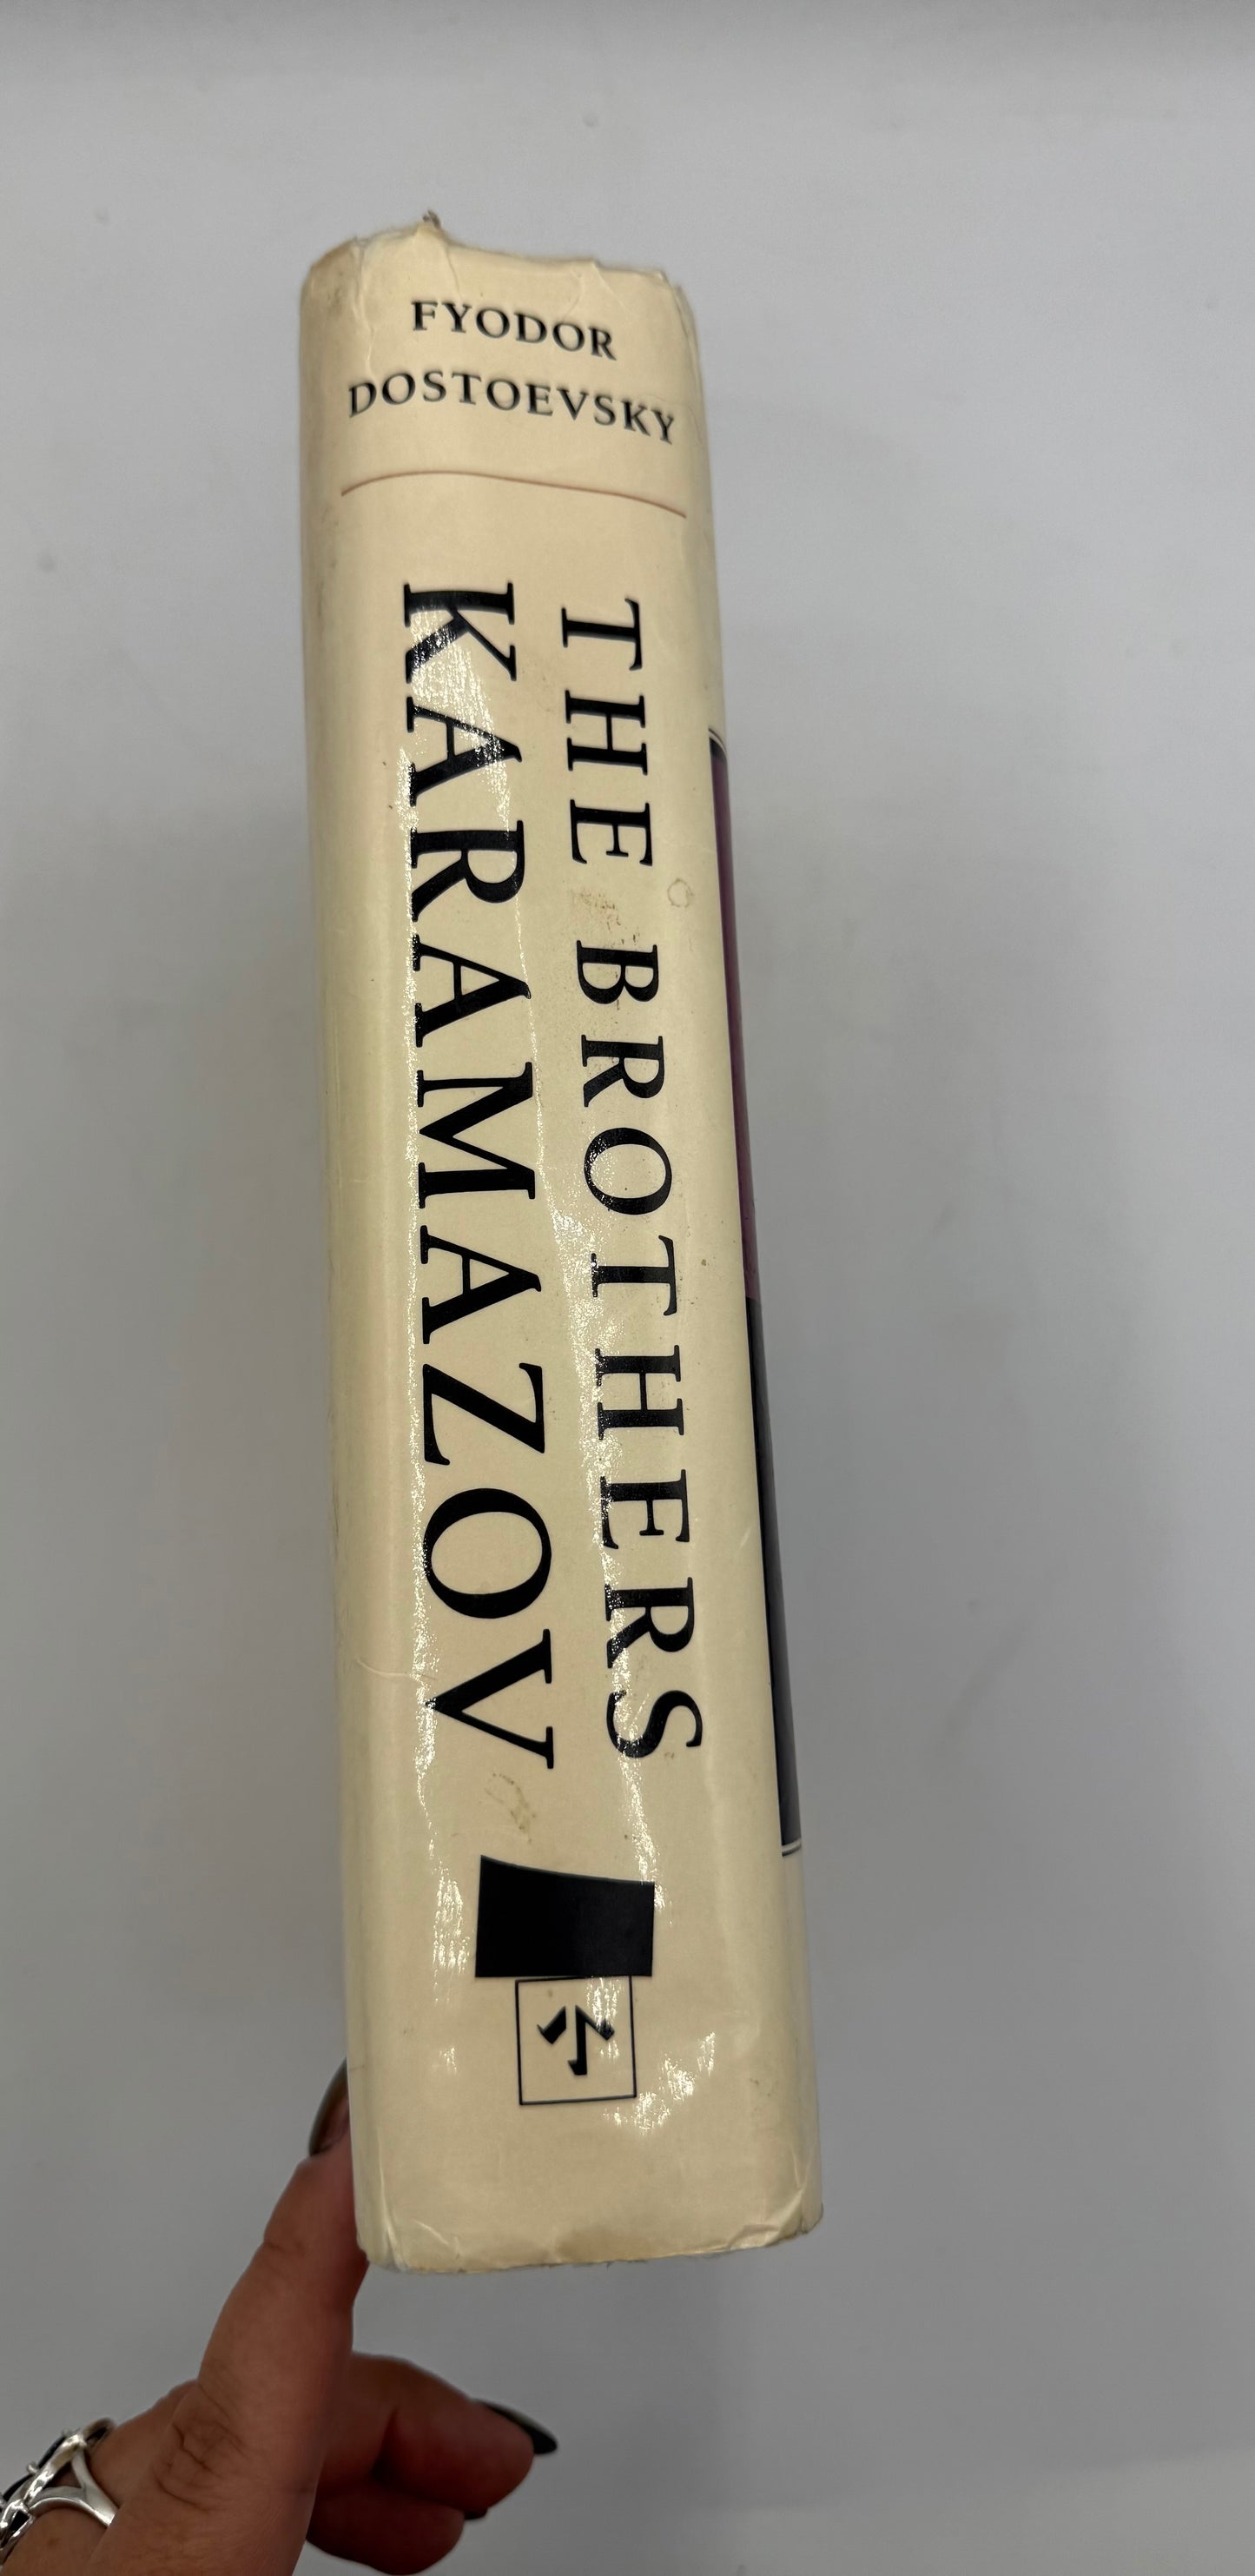 FYODOR
DOSTOEVSKY
THE BROTHERS
KARAMAZOV